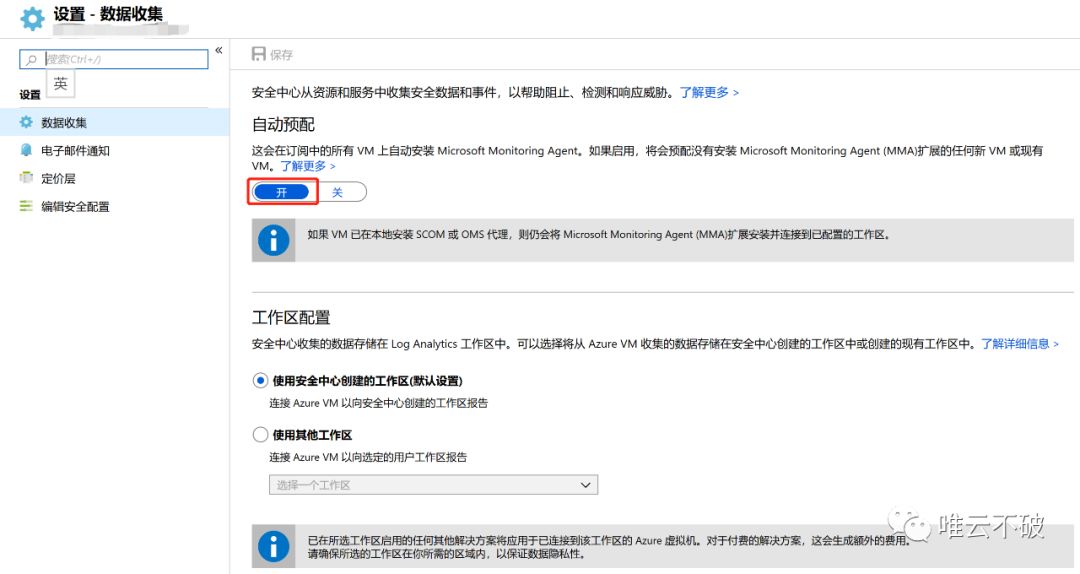 设置 - 数据收集
搜索(Ctrl+/)
«
英
设置
数据收集
电子邮件通知
定价层
编辑安全配置
保存
安全中心从资源和服务中收集安全数据和事件，以帮助阻止、检测和响应威胁。了解更多 >
自动预配
这会在订阅中的所有 VM 上自动安装 Microsoft Monitoring Agent。如果启用，将会预配没有安装 Microsoft Monitoring Agent (MMA)扩展的任何新 VM 或现有
VM。了解更多 >
开 关
如果 VM 已在本地安装 SCOM 或 OMS 代理，则仍会将 Microsoft Monitoring Agent (MMA)扩展安装并连接到已配置的工作区。
工作区配置
安全中心收集的数据存储在 Log Analytics 工作区中。可以选择将从 Azure VM 收集的数据存储在安全中心创建的工作区中或创建的现有工作区中。了解详细信息 >
使用安全中心创建的工作区(默认设置)
连接 Azure VM 以向安全中心创建的工作区报告
使用其他工作区
连接 Azure VM 以向选定的用户工作区报告
选择一个工作区
已在所选工作区启用的任何其他解决方案将应用于已连接到该工作区的 Azure 虚拟机。对于付费的解决方案，这会生成额外的费用。
请确保所选的工作区在你所需的区域内，以保证数据隐私性。
唯云不破